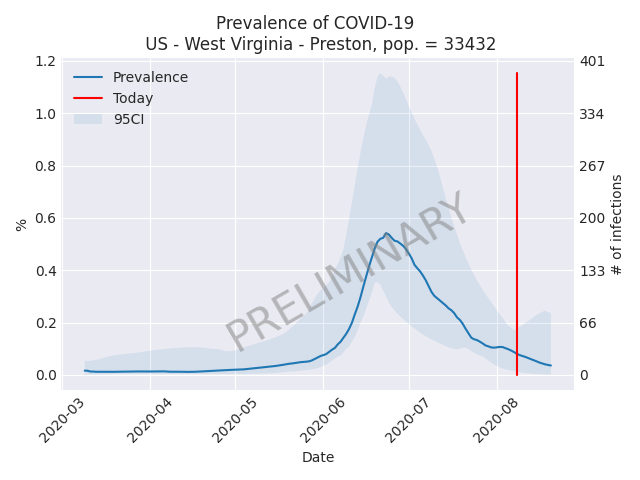 Prevalence of COVID-19
US - West Virginia - Preston, pop. = 33432
1.2
1.0
0.8
0.6
0.4
0.2
0.0
%
401
334
267
200
133
66
0
# of infections
Prevalence
Today
95CI
PRELIMINARY
2020-03
2020-04
2020-05
2020-06
2020-07
2020-08
Date